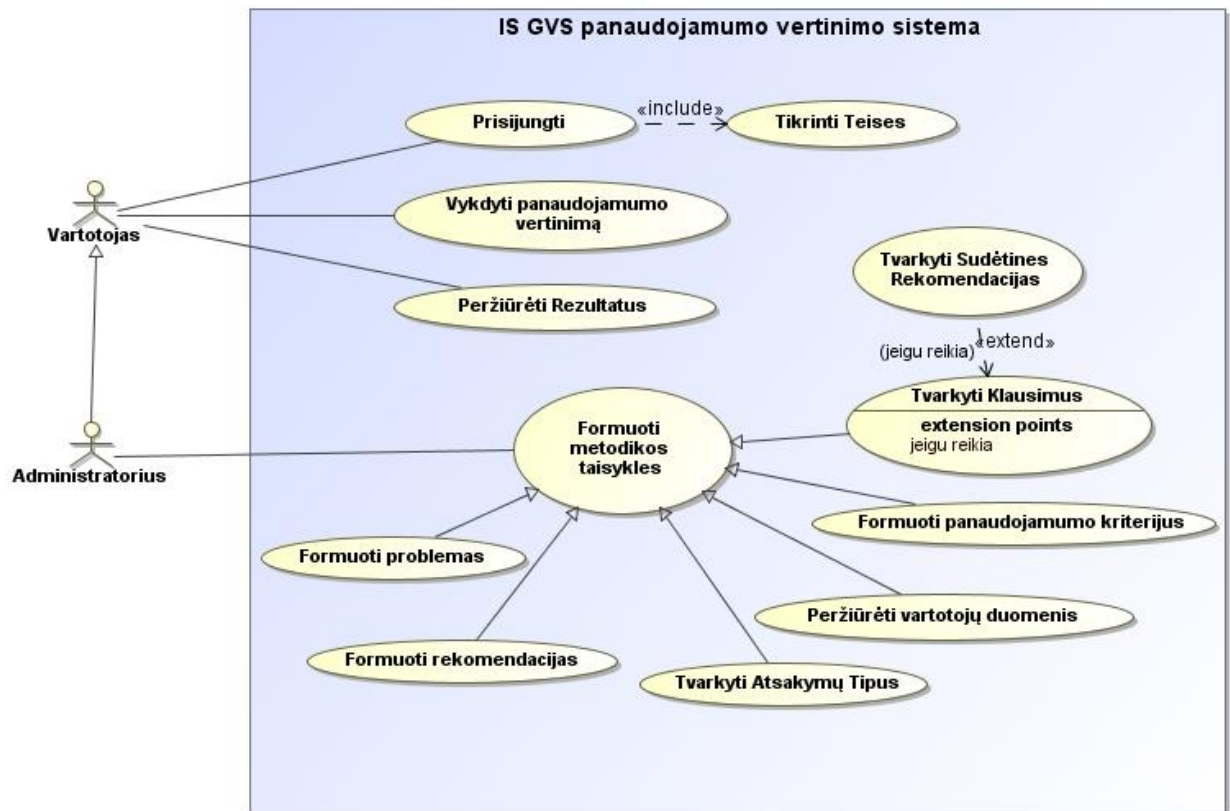 IS GVS panaudojamumo vertinimo sistema
Prisijungti
«include»
Tikrinti Teises
Vartotojas
Vykdyti panaudojamumo
vertinimą
Tvarkyti Sudėtines
Rekomendacijas
Peržiūrėti Rezultatus
(jeigu reikia)
«extend»
Tvarkyti Klausimus
extension points
jeigu reikia
Formuoti
metodikos
taisykles
Administratorius
Formuoti panaudojamumo kriterijus
Formuoti problemas
Peržiūrėti vartotojų duomenis
Formuoti rekomendacijas
Tvarkyti Atsakymų Tipus